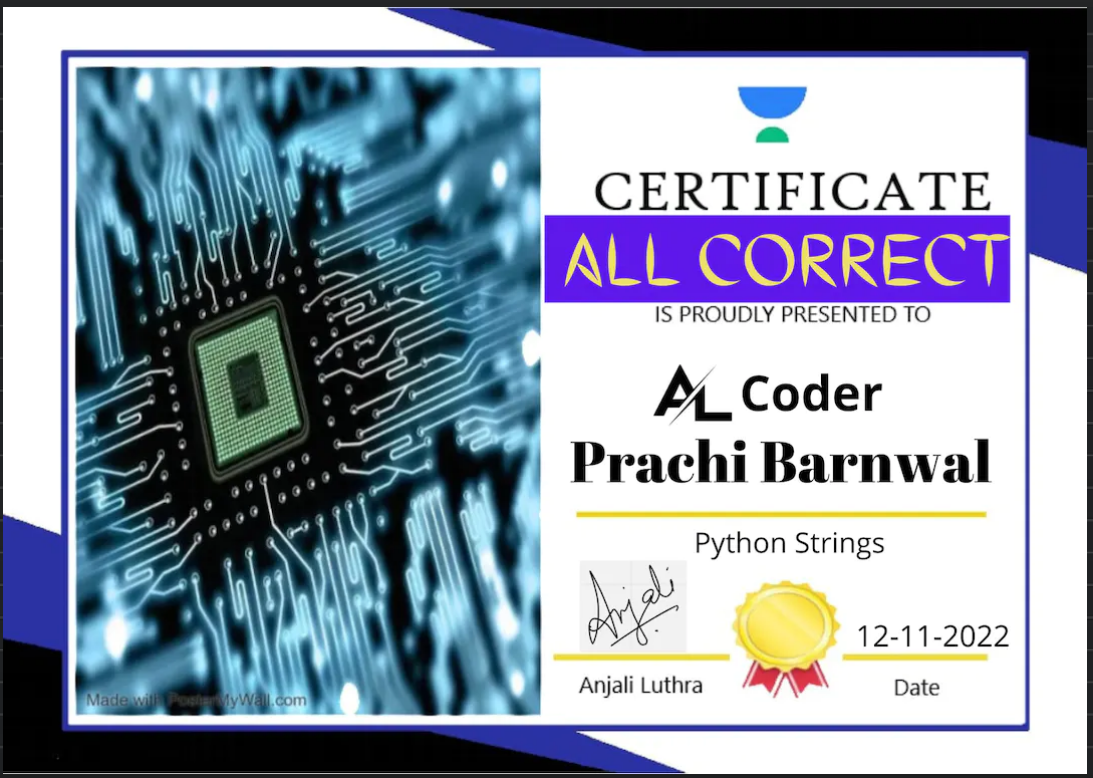 CERTIFICATE
ALL CORRECT
IS PROUDLY PRESENTED TO
AL Coder
Prachi Barnwal
Python Strings
Anjali
12-11-2022
Anjali Luthra
Date
Made with PosterMyWall.com